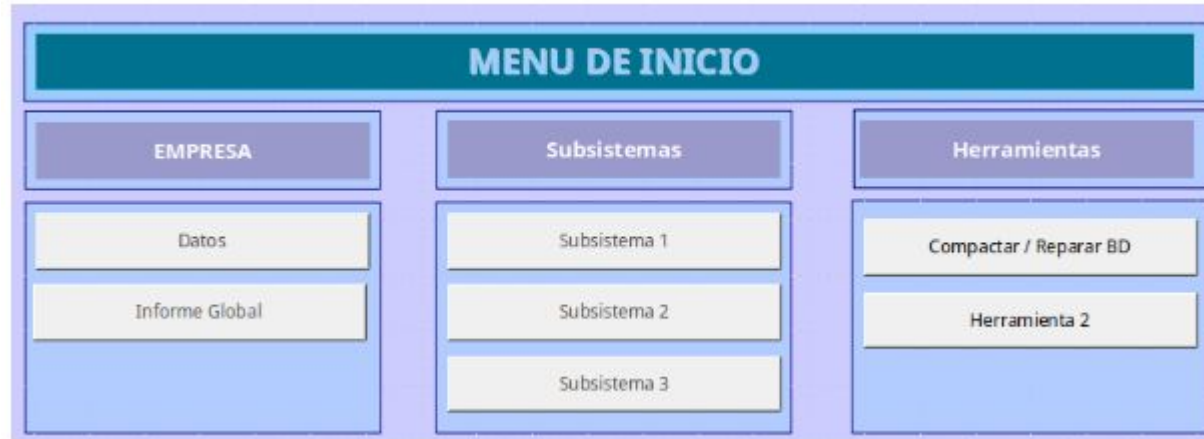 MENU DE INICIO
EMPRESA
Subsistemas
Herramientas
Datos
Subsistema 1
Compactar / Reparar BD
Informe Global
Subsistema 2
Herramienta 2
Subsistema 3